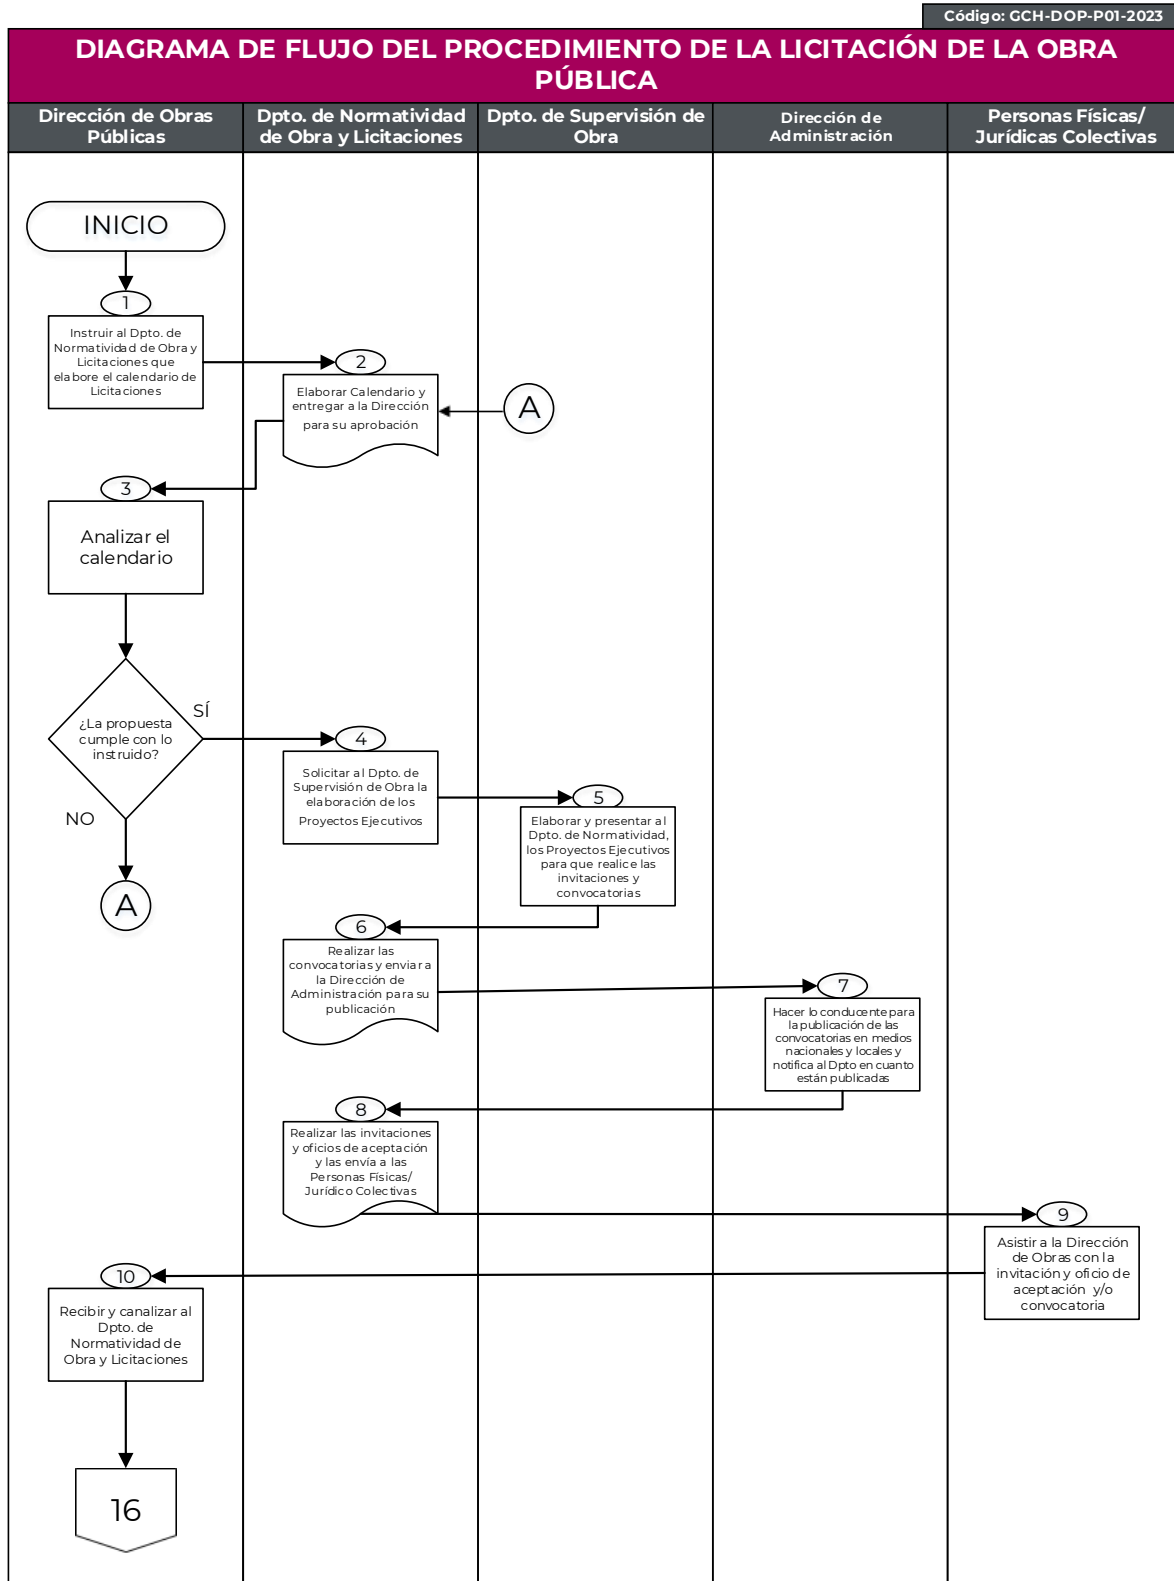 Código: GCH-DOP-P01-2023
DIAGRAMA DE FLUJO DEL PROCEDIMIENTO DE LA LICITACIÓN DE LA OBRA
PÚBLICA
Dirección de Obras
Públicas
Dpto. de Normatividad
de Obra y Licitaciones
Dpto. de Supervisión de
Obra
Dirección de
Administración
Personas Físicas/
Jurídicas Colectivas
INICIO
1
Instruir al Dpto. de
Normatividad de Obra y
Licitaciones que
elabore el calendario de
Licitaciones
2
Elaborar Calendario y
entregar a la Dirección
para su aprobación
A
3
Analizar el
calendario
¿La propuesta
cumple con lo
instruido?
SÍ
NO
A
4
Solicitar al Dpto. de
Supervisión de Obra la
elaboración de los
Proyectos Ejecutivos
5
Elaborar y presentar al
Dpto. de Normatividad,
los Proyectos Ejecutivos
para que realice las
invitaciones y
convocatorias
6
Realizar las
convocatorias y enviar a
la Dirección de
Administración para su
publicación
7
Hacer lo conducente para
la publicación de las
convocatorias en medios
nacionales y locales y
notifica al Dpto en cuanto
están publicadas
8
Realizar las invitaciones
y oficios de aceptación
y las envía a las
Personas Físicas/
Jurídico Colectivas
9
Asistir a la Dirección
de Obras con la
invitación y oficio de
aceptación y/o
convocatoria
10
Recibir y canalizar al
Dpto. de
Normatividad de
Obra y Licitaciones
16